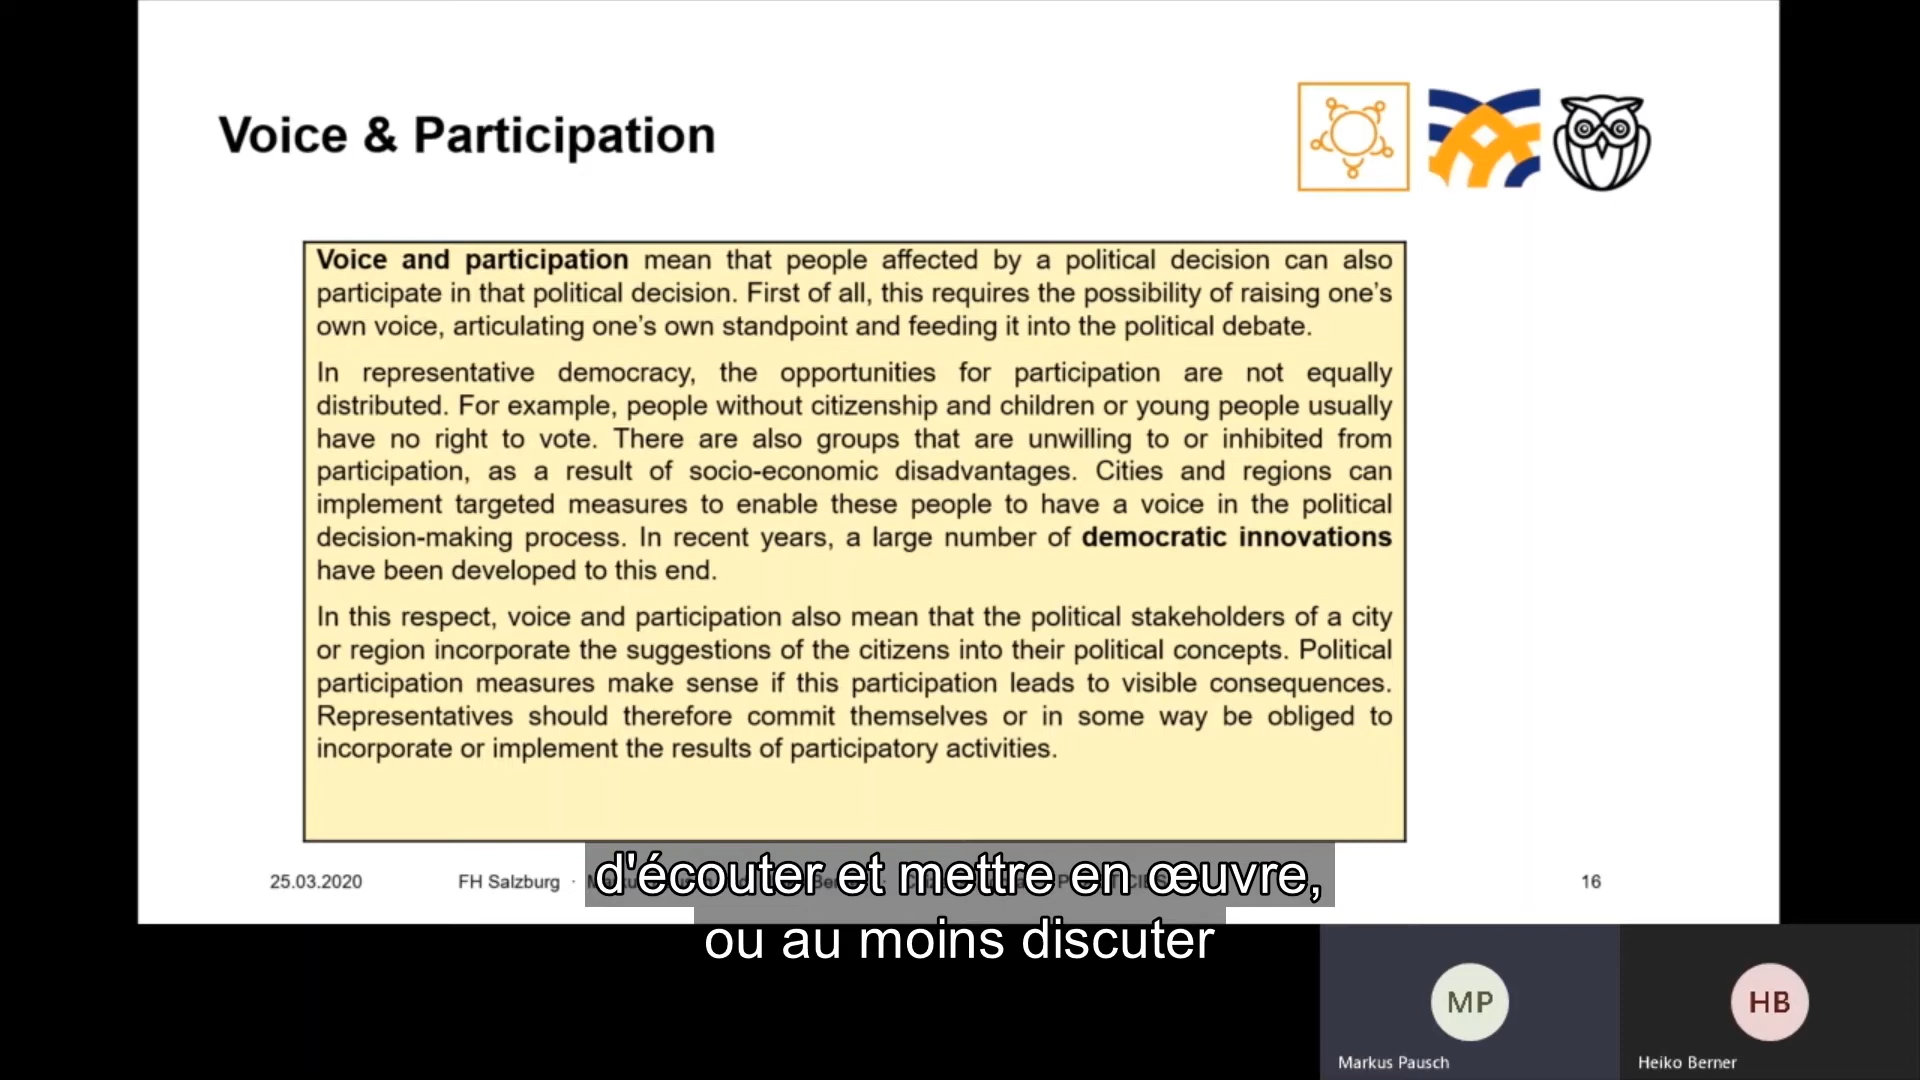 Voice & Participation
Voice and participation mean that people affected by a political decision can also
participate in that political decision. First of all, this requires the possibility of raising one’s
own voice, articulating one’s own standpoint and feeding it into the political debate.
In representative democracy, the opportunities for participation are not equally
distributed. For example, people without citizenship and children or young people usually
have no right to vote. There are also groups that are unwilling to or inhibited from
participation, as a result of socio-economic disadvantages. Cities and regions can
implement targeted measures to enable these people to have a voice in the political
decision-making process. In recent years, a large number of democratic innovations
have been developed to this end.
In this respect, voice and participation also mean that the political stakeholders of a city
or region incorporate the suggestions of the citizens into their political concepts. Political
participation measures make sense if this participation leads to visible consequences.
Representatives should therefore commit themselves or in some way be obliged to
incorporate or implement the results of participatory activities.
25.03.2020 FH Salzburg · 16
d'écouter et mettre en œuvre,
ou au moins discuter
MP HB
Markus Pausch Heiko Berner